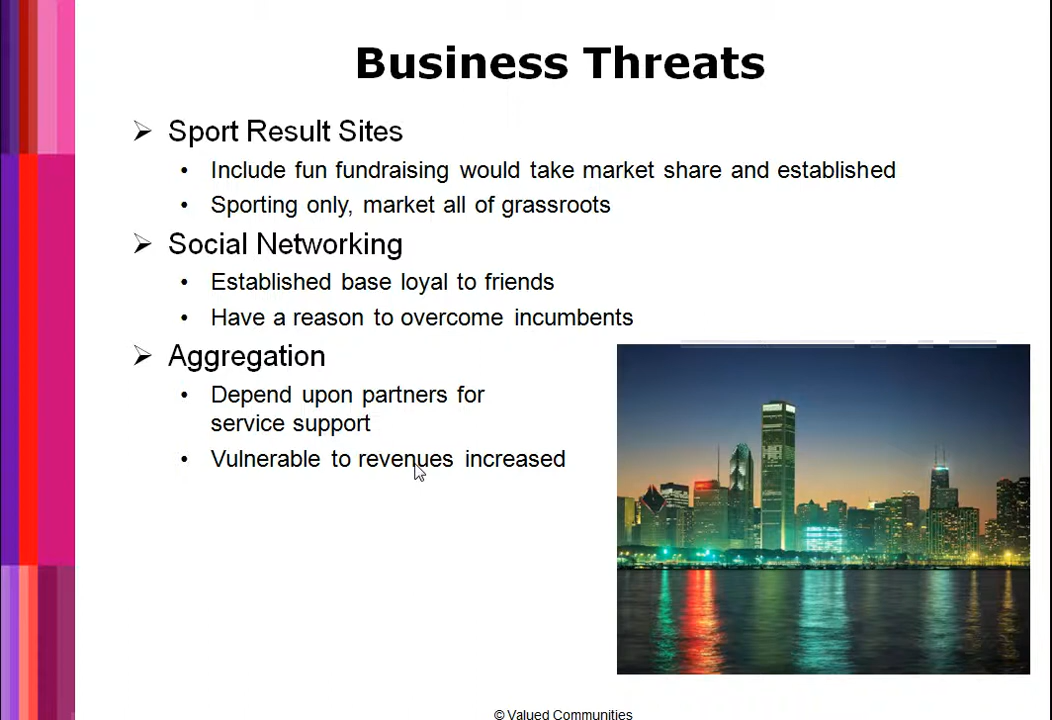 Business Threats
Sport Result Sites
Include fun fundraising would take market share and established
Sporting only, market all of grassroots
Social Networking
Established base loyal to friends
Have a reason to overcome incumbents
Aggregation
Depend upon partners for
service support
Vulnerable to revenues increased
© Valued Communities